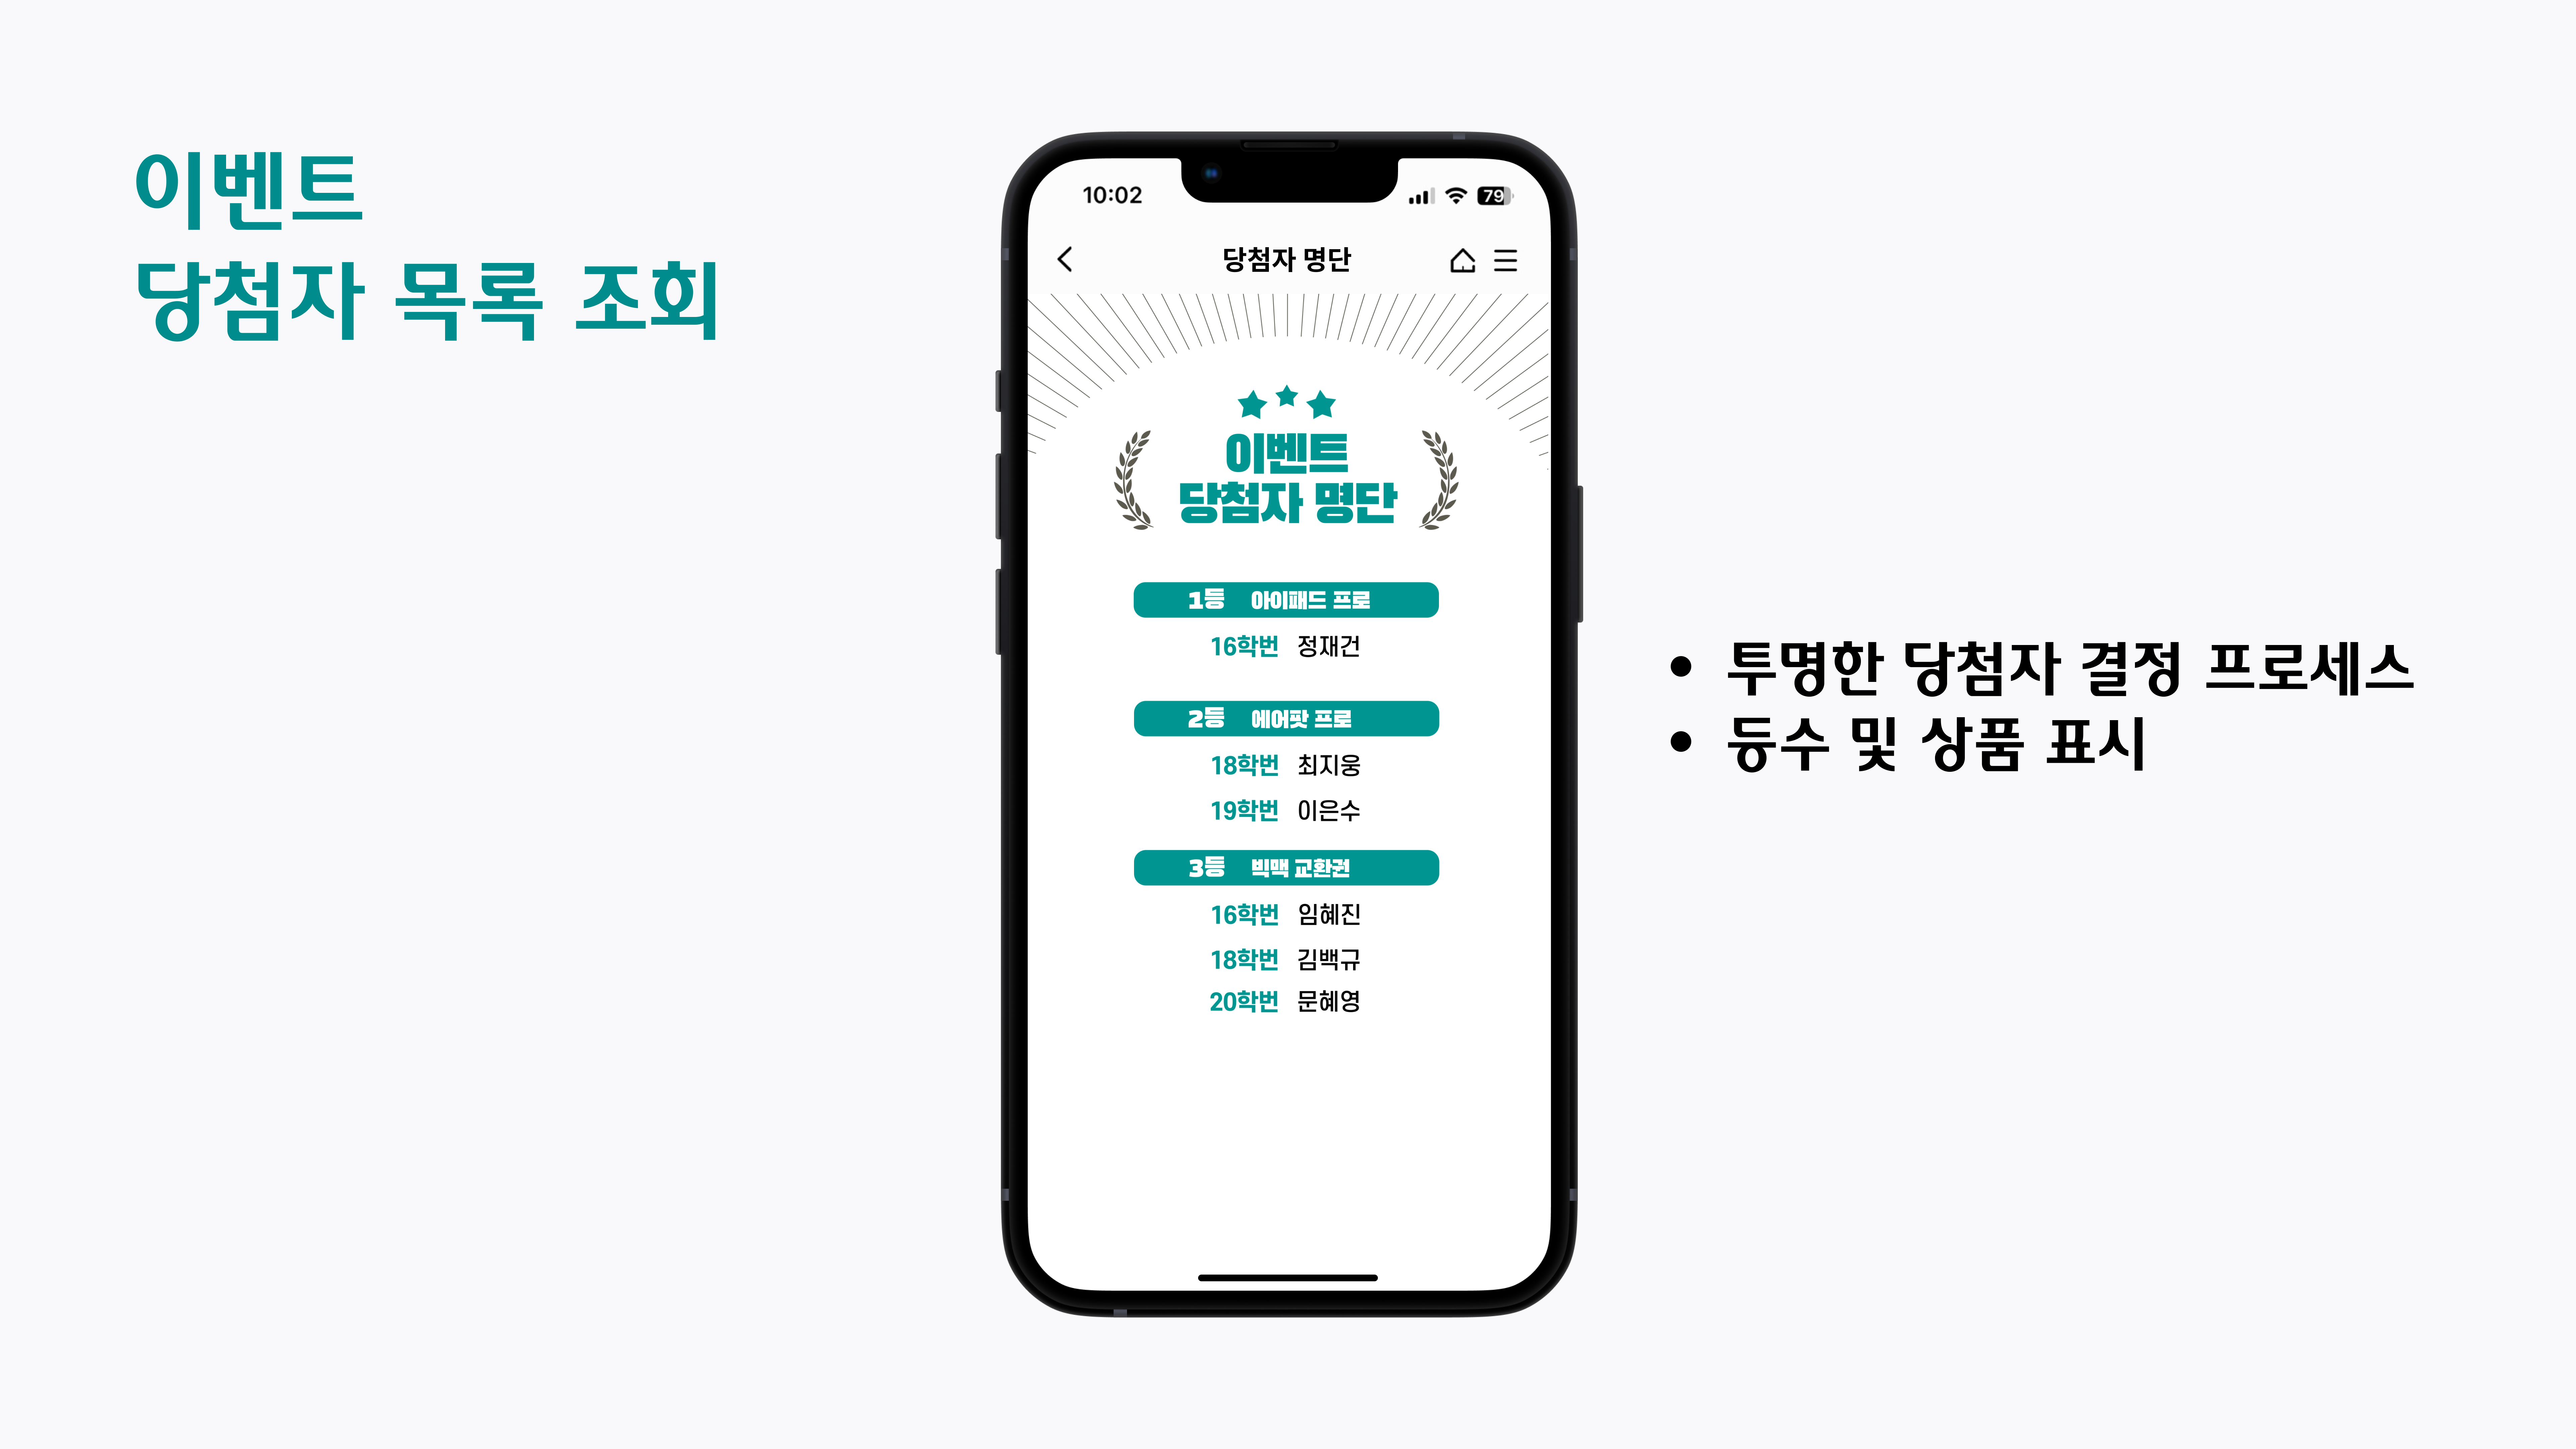 이벤트
당첨자 목록 조회
10:02
79
당첨자 명단
이벤트
당첨자 명단
1등 아이패드 프로
16학번 정재건
2등 에어팟 프로
18학번 최지웅
19학번 이은수
3등 빅맥 교환권
16학번 임혜진
18학번 김백규
20학번 문혜영
• 투명한 당첨자 결정 프로세스
• 등수 및 상품 표시